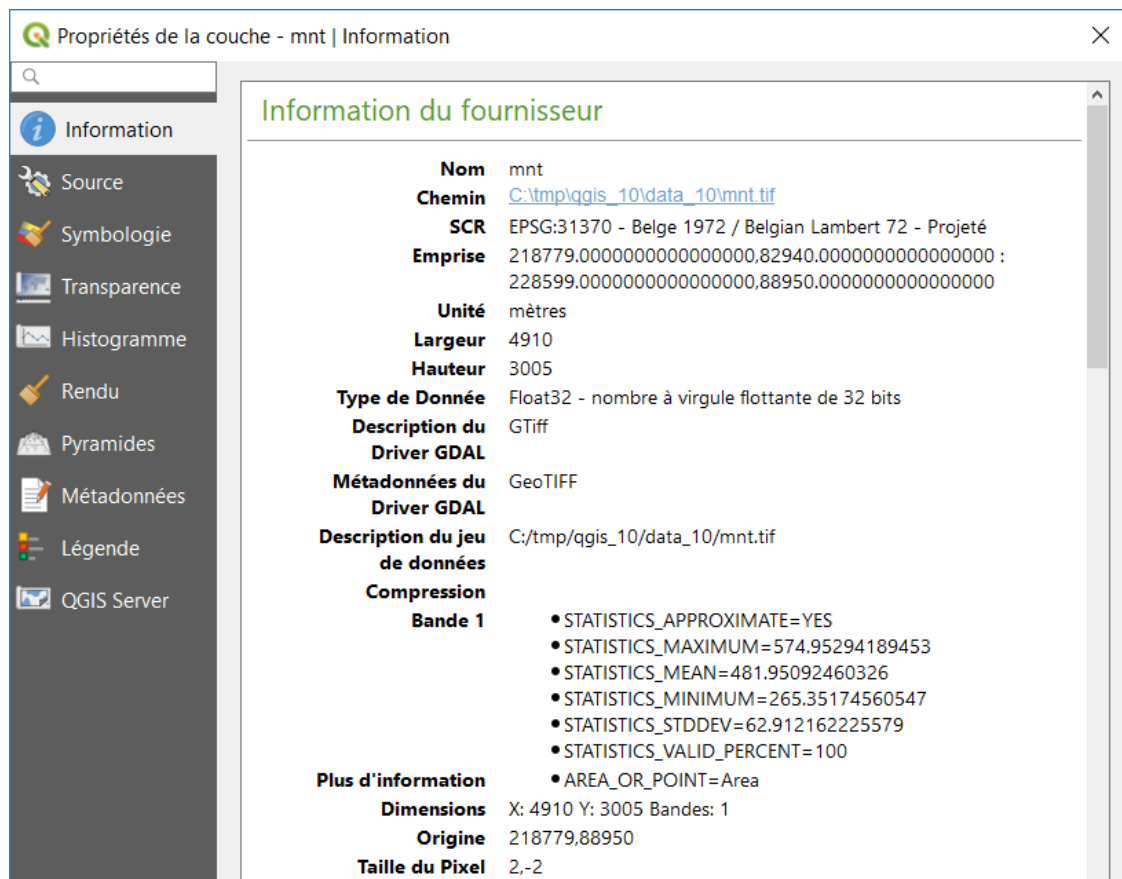 Propriétés de la couche - mnt | Information
Information
Source
Symbologie
Transparence
Histogramme
Rendu
Pyramides
Métadonnées
Légende
QGIS Server
Information du fournisseur
Nom mnt
Chemin C:\tmp\qgis_10\data_10\mnt.tif
SCR EPSG:31370 - Belge 1972 / Belgian Lambert 72 - Projeté
Emprise 218779.0000000000000000,82940.0000000000000000 :
228599.0000000000000000,88950.0000000000000000
Unité mètres
Largeur 4910
Hauteur 3005
Type de Donnée Float32 - nombre à virgule flottante de 32 bits
Description du GTiff
Driver GDAL
Métadonnées du GeoTIFF
Driver GDAL
Description du jeu C:/tmp/qgis_10/data_10/mnt.tif
de données
Compression
Bande 1 • STATISTICS_APPROXIMATE=YES
• STATISTICS_MAXIMUM=574.95294189453
• STATISTICS_MEAN=481.95092460326
• STATISTICS_MINIMUM=265.35174560547
• STATISTICS_STDDEV=62.912162225579
• STATISTICS_VALID_PERCENT=100
Plus d'information • AREA_OR_POINT=Area
Dimensions X: 4910 Y: 3005 Bandes: 1
Origine 218779,88950
Taille du Pixel 2,-2